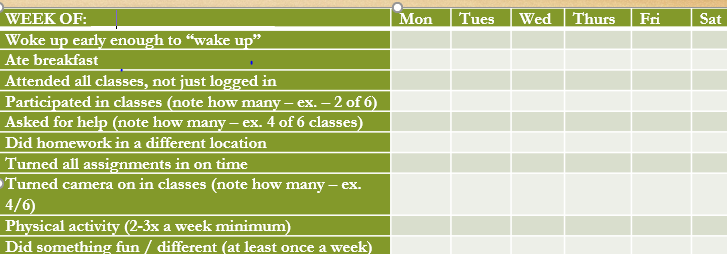 WEEK OF: Mon Tues Wed Thurs Fri Sat
Woke up early enough to “wake up”
Ate breakfast
Attended all classes, not just logged in
Participated in classes (note how many – ex. – 2 of 6)
Asked for help (note how many – ex. 4 of 6 classes)
Did homework in a different location
Turned all assignments in on time
Turned camera on in classes (note how many – ex.
4/6)
Physical activity (2-3x a week minimum)
Did something fun / different (at least once a week)